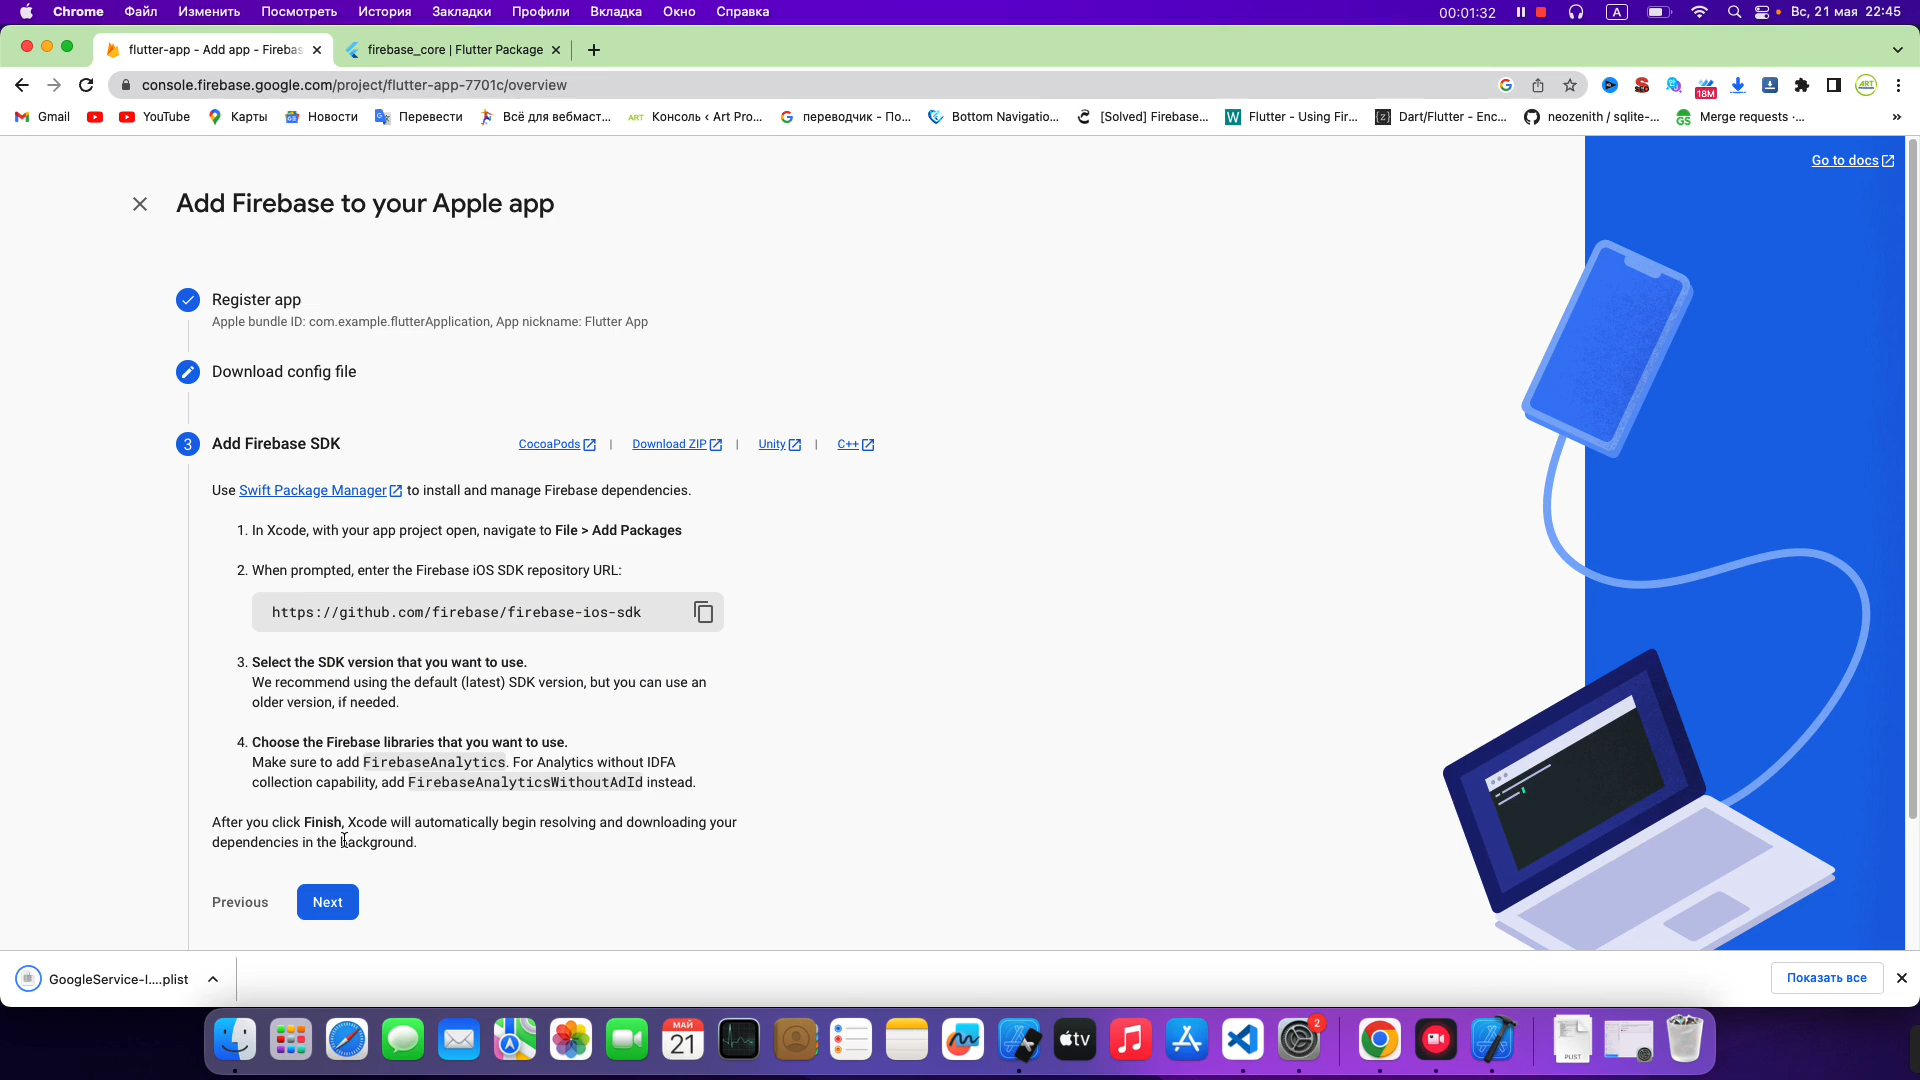 Chrome Файл Изменить Посмотреть История Закладки Профили Вкладка Окно Справка 00:01:32 A Вс, 21 мая 22:45
flutter-app - Add app - Firebas firebase_core | Flutter Package
console.firebase.google.com/project/flutter-app-7701c/overview 18M
Gmail YouTube Карты Новости Перевести Всё для вебмаст... ART Консоль ‹ Art Pro... переводчик - По... Bottom Navigatio... [Solved] Firebase... Flutter - Using Fir... Dart/Flutter - Enc... neozenith / sqlite-... Merge requests ·... »
Go to docs
Add Firebase to your Apple app
Register app
Apple bundle ID: com.example.flutterApplication, App nickname: Flutter App
Download config file
3 Add Firebase SDK CocoaPods | Download ZIP | Unity | C++
Use Swift Package Manager to install and manage Firebase dependencies.
1. In Xcode, with your app project open, navigate to File > Add Packages
2. When prompted, enter the Firebase iOS SDK repository URL:
https://github.com/firebase/firebase-ios-sdk
3. Select the SDK version that you want to use.
We recommend using the default (latest) SDK version, but you can use an
older version, if needed.
4. Choose the Firebase libraries that you want to use.
Make sure to add FirebaseAnalytics. For Analytics without IDFA
collection capability, add FirebaseAnalyticsWithoutAdId instead.
After you click Finish, Xcode will automatically begin resolving and downloading your
dependencies in the background.
Previous Next
GoogleService-I....plist Показать все
МАЙ
21 tv 2 PLIST